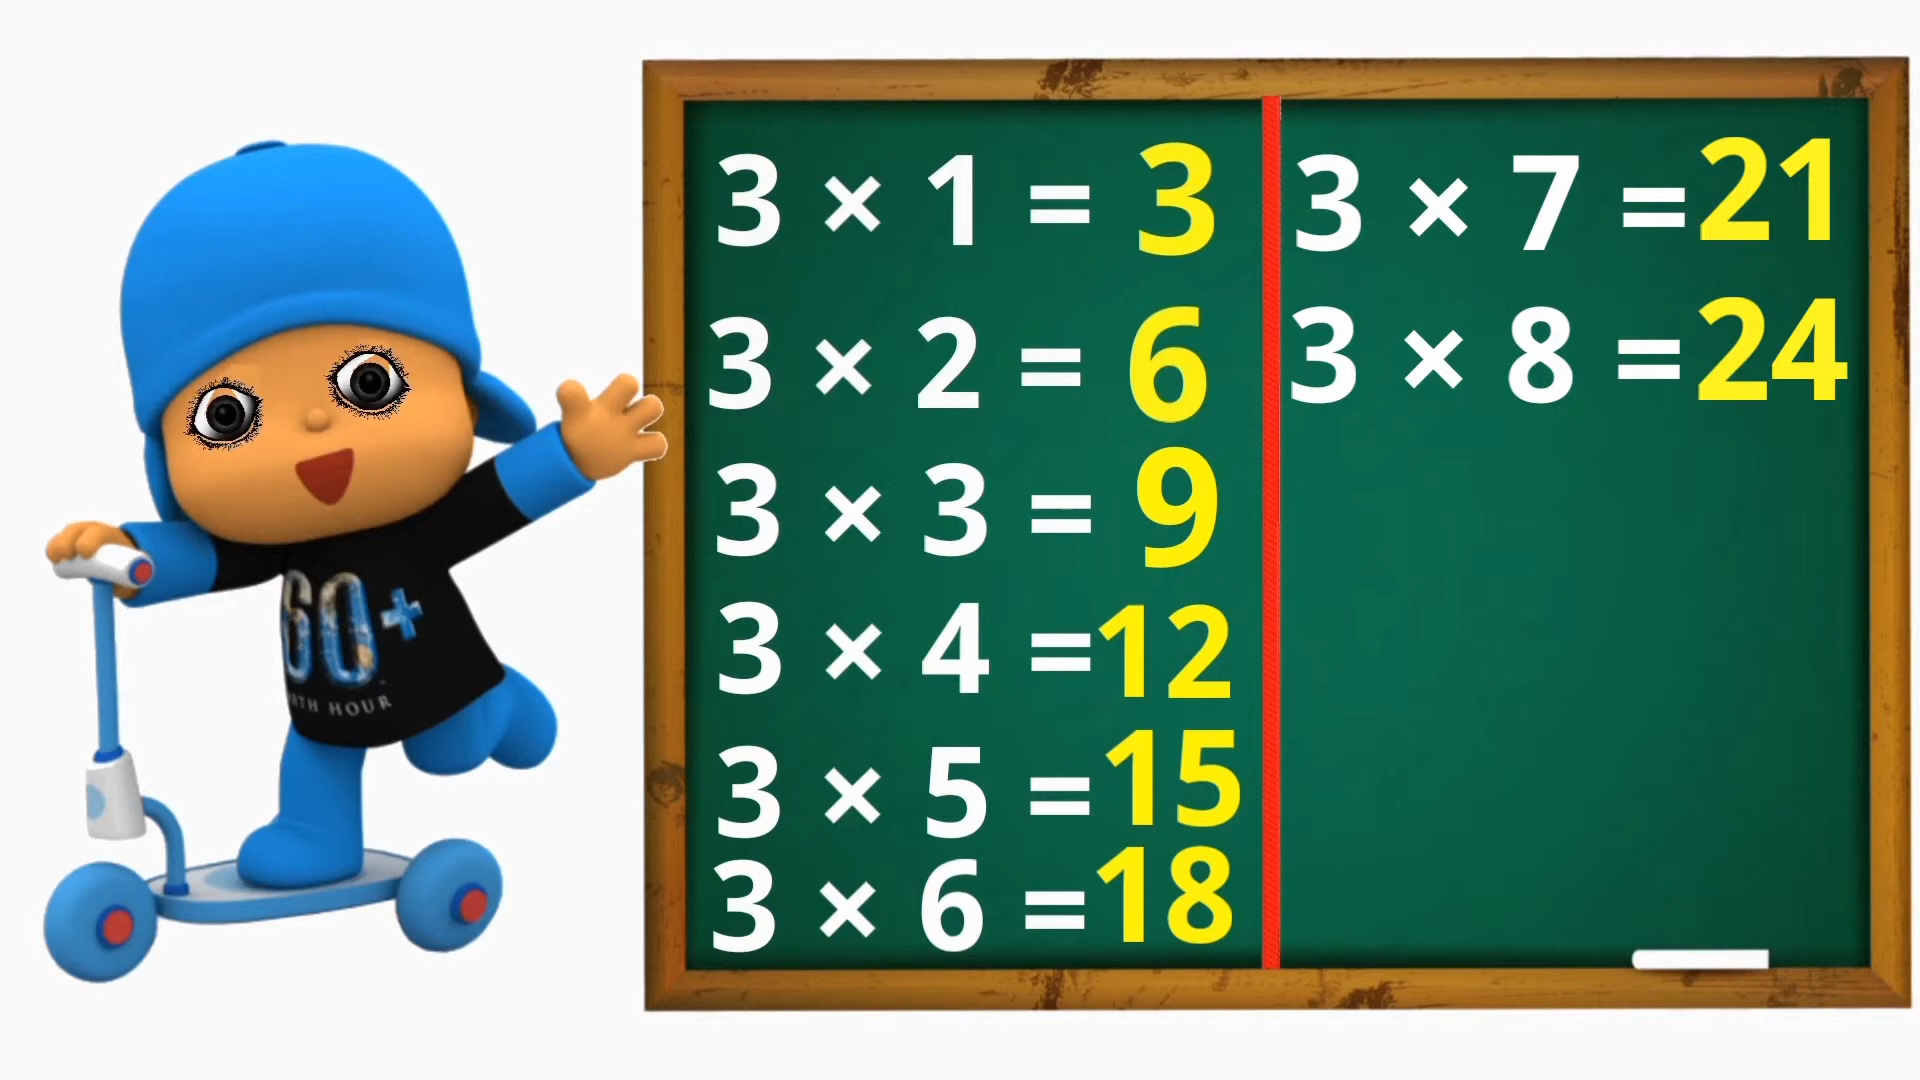 3 × 1 = 3
3 × 2 = 6
3 × 3 = 9
3 × 4 = 12
3 × 5 = 15
3 × 6 = 18
3 × 7 = 21
3 × 8 = 24
60+
HOUR